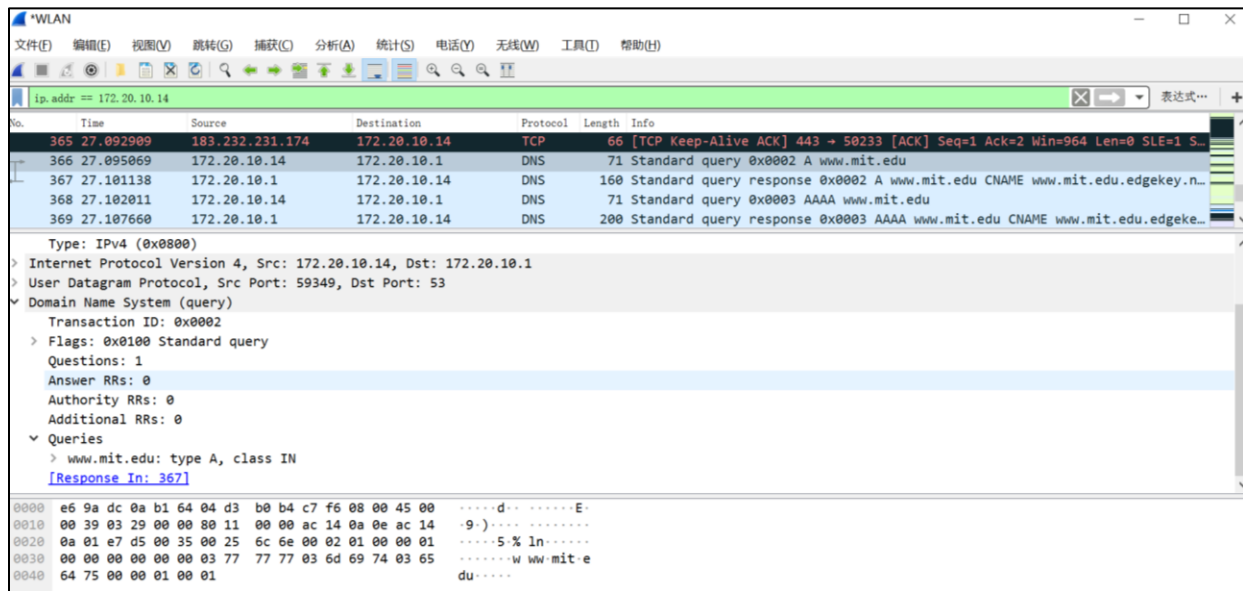 *WLAN
文件(F) 编辑(E) 视图(V) 跳转(G) 捕获(C) 分析(A) 统计(S) 电话(Y) 无线(W) 工具(T) 帮助(H)
ip.addr == 172.20.10.14 表达式… +
No. Time Source Destination Protocol Length Info
365 27.092909 183.232.231.174 172.20.10.14 TCP 66 [TCP Keep-Alive ACK] 443 → 50233 [ACK] Seq=1 Ack=2 Win=964 Len=0 SLE=1 S…
366 27.095069 172.20.10.14 172.20.10.1 DNS 71 Standard query 0x0002 A www.mit.edu
367 27.101138 172.20.10.1 172.20.10.14 DNS 160 Standard query response 0x0002 A www.mit.edu CNAME www.mit.edu.edgekey.n…
368 27.102011 172.20.10.14 172.20.10.1 DNS 71 Standard query 0x0003 AAAA www.mit.edu
369 27.107660 172.20.10.1 172.20.10.14 DNS 200 Standard query response 0x0003 AAAA www.mit.edu CNAME www.mit.edu.edgeke…
Type: IPv4 (0x0800)
> Internet Protocol Version 4, Src: 172.20.10.14, Dst: 172.20.10.1
> User Datagram Protocol, Src Port: 59349, Dst Port: 53
Domain Name System (query)
Transaction ID: 0x0002
> Flags: 0x0100 Standard query
Questions: 1
Answer RRs: 0
Authority RRs: 0
Additional RRs: 0
Queries
> www.mit.edu: type A, class IN
[Response In: 367]
0000 e6 9a dc 0a b1 64 04 d3 b0 b4 c7 f6 08 00 45 00 ·····d·· ······E·
0010 00 39 03 29 00 00 80 11 00 00 ac 14 0a 0e ac 14 ·9·)···· ········
0020 0a 01 e7 d5 00 35 00 25 6c 6e 00 02 01 00 00 01 ·····5·% ln······
0030 00 00 00 00 00 00 03 77 77 77 03 6d 69 74 03 65 ·······w ww·mit·e
0040 64 75 00 00 01 00 01 du·····